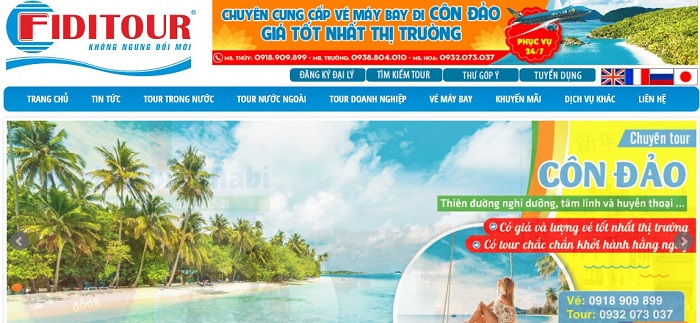 FIDITOUR®
KHÔNG NGỪNG ĐỔI MỚI
CHUYÊN CUNG CẤP VÉ MÁY BAY ĐI CÔN ĐẢO
GIÁ TỐT NHẤT THỊ TRƯỜNG
PHỤC VỤ
24/7
MS. THỦY: 0918.909.899 - MR. TRƯỜNG: 0938.804.010 - MS. HOA: 0932.073.037
ĐĂNG KÝ ĐẠI LÝ TÌM KIẾM TOUR THƯ GÓP Ý TUYỂN DỤNG
TRANG CHỦ TIN TỨC TOUR TRONG NƯỚC TOUR NƯỚC NGOÀI TOUR DOANH NGHIỆP VÉ MÁY BAY KHUYẾN MÃI DỊCH VỤ KHÁC LIÊN HỆ
Chuyên tour
CÔN ĐẢO
Thiên đường nghỉ dưỡng, tâm linh và huyền thoại ...
Có giá và lượng vé tốt nhất thị trường
Có tour chắc chắn khởi hành hằng ngày
Vé: 0918 909 899
Tour: 0932 073 037